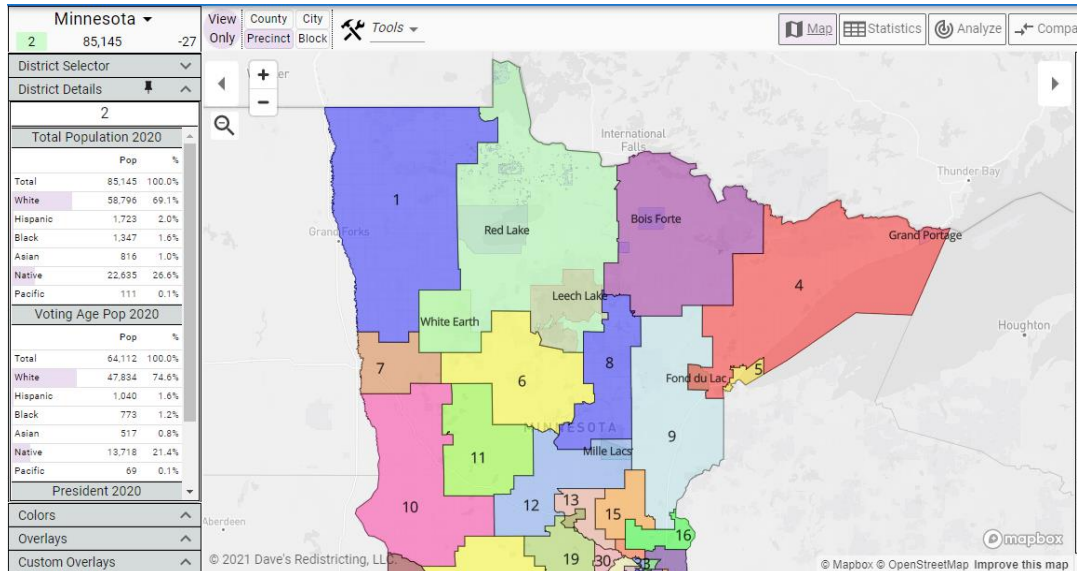 Minnesota
2 85,145 -27
District Selector
District Details
2
Total Population 2020
Pop %
Total 85,145 100.0%
White 58,796 69.1%
Hispanic 1,723 2.0%
Black 1,347 1.6%
Asian 816 1.0%
Native 22,635 26.6%
Pacific 111 0.1%
Voting Age Pop 2020
Pop %
Total 64,112 100.0%
White 47,834 74.6%
Hispanic 1,040 1.6%
Black 773 1.2%
Asian 517 0.8%
Native 13,718 21.4%
Pacific 69 0.1%
President 2020
Colors
Overlays
Custom Overlays
View Only
County City
Precinct Block
Tools
Map Statistics Analyze Compa
+
−
International Falls
Thunder Bay
1
Bois Forte
Grand Forks
Red Lake
Grand Portage
4
Leech Lake
White Earth
Houghton
7
6
8
Fond du Lac
5
MINNESOTA
9
11
Mille Lacs
10
12
13
15
16
Aberdeen
19
30
33
mapbox
© 2021 Dave's Redistricting, LLC
© Mapbox © OpenStreetMap Improve this map